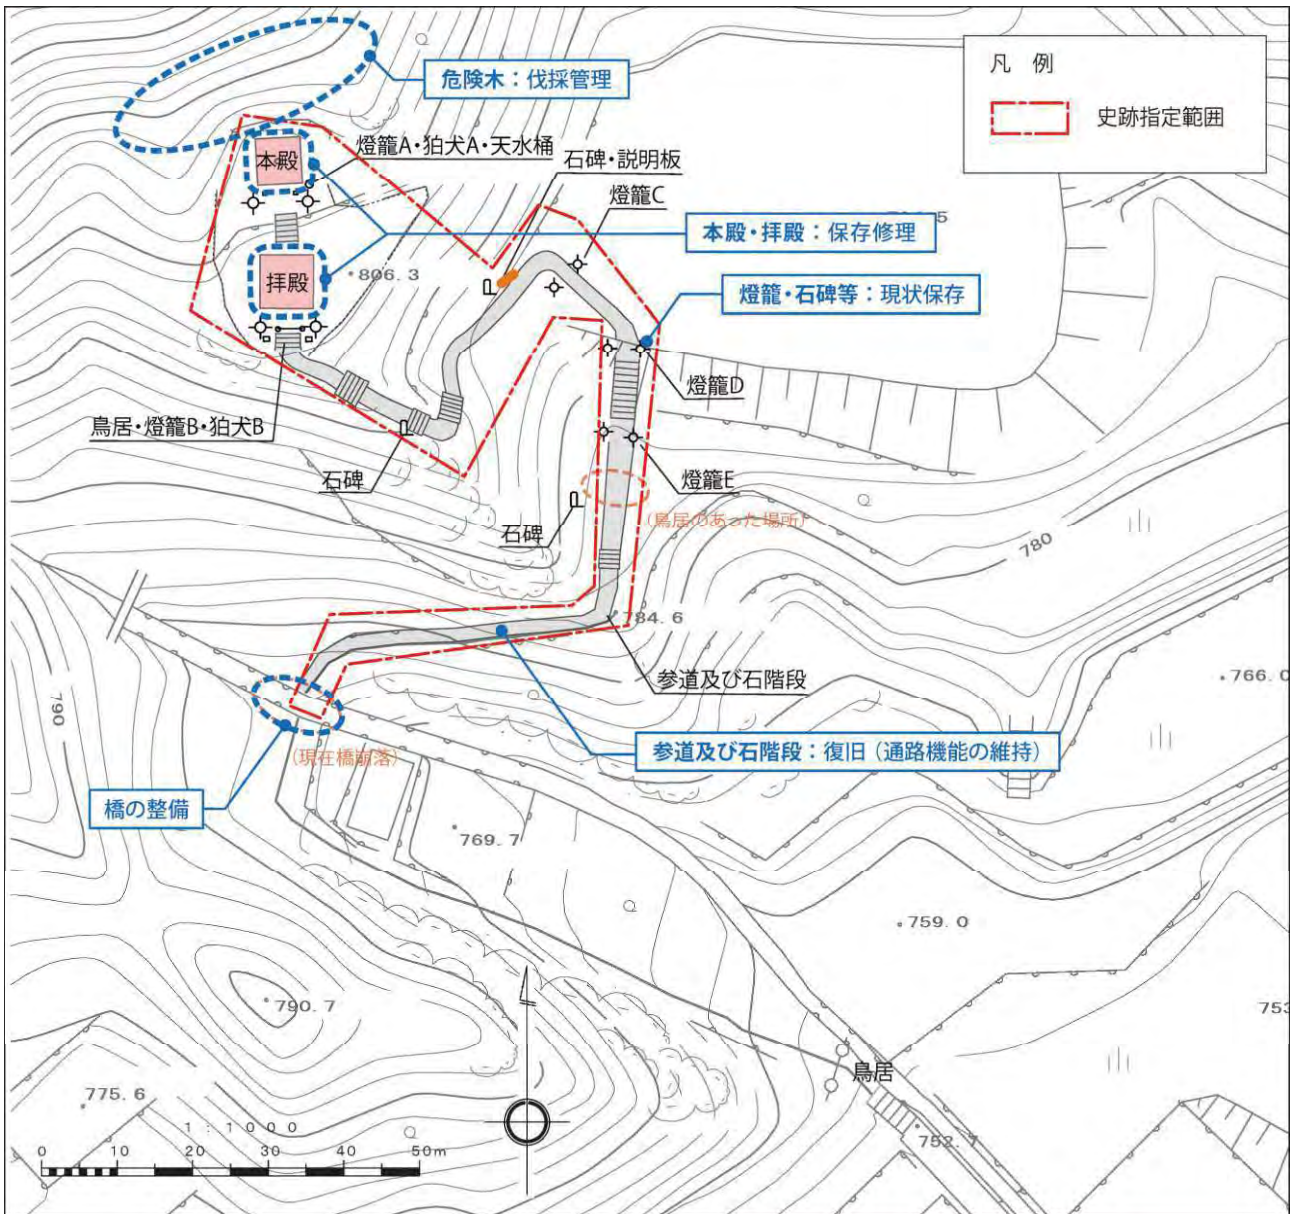 凡 例
史跡指定範囲
危険木：伐採管理
本殿
燈籠A・狛犬A・天水桶
石碑・説明板
燈籠C
本殿・拝殿：保存修理
拝殿
806.3
燈籠・石碑等：現状保存
燈籠D
鳥居・燈籠B・狛犬B
石碑
燈籠E
石碑
(鳥居のあった場所)
780
784.6
参道及び石階段
766.0
790
(現在橋崩落)
参道及び石階段：復旧（通路機能の維持）
橋の整備
769.7
759.0
790.7
753
鳥居
775.6
752.7
1:1000
0 10 20 30 40 50m